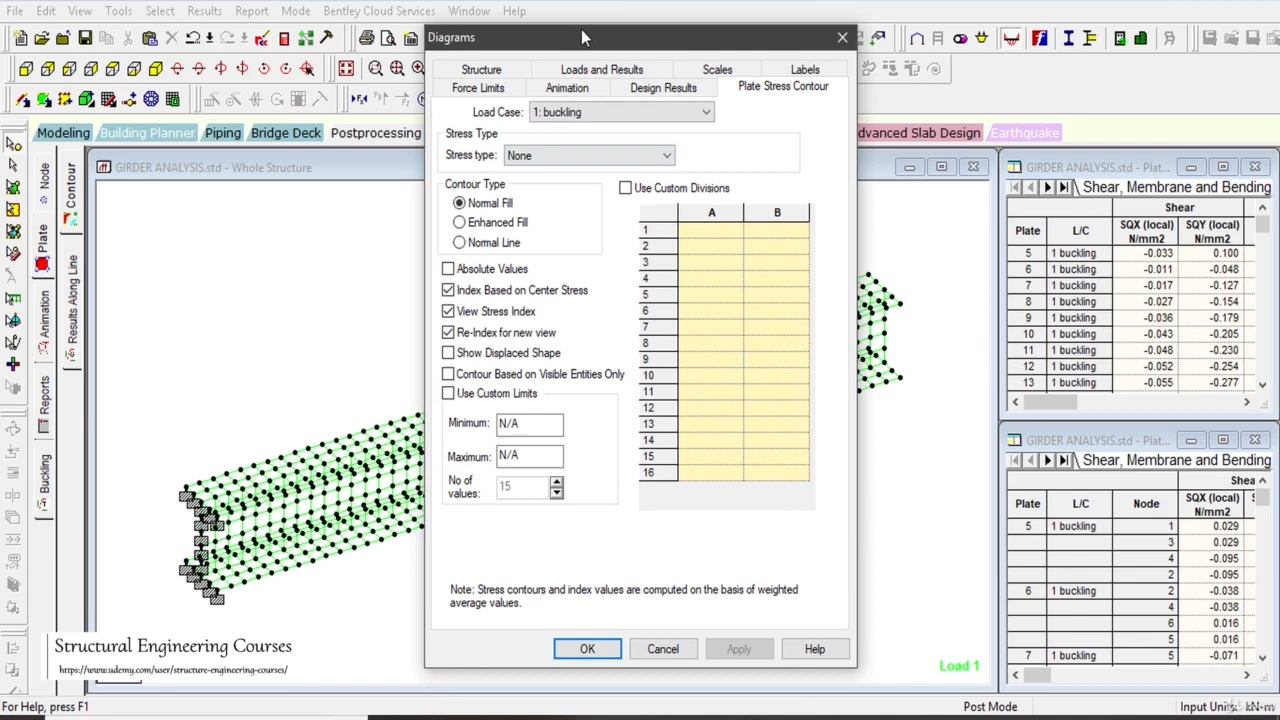 File Edit View Tools Select Results Report Mode Bentley Cloud Services Window Help
Diagrams
Structure Loads and Results Scales Labels
Force Limits Animation Design Results Plate Stress Contour
Load Case: 1: buckling
Stress Type
Stress type: None
Contour Type
Normal Fill
Enhanced Fill
Normal Line
Use Custom Divisions
A B
1
2
3
4
5
6
7
8
9
10
11
12
13
14
15
16
Absolute Values
Index Based on Center Stress
View Stress Index
Re-Index for new view
Show Displaced Shape
Contour Based on Visible Entities Only
Use Custom Limits
Minimum: N/A
Maximum: N/A
No of
values: 15
Note: Stress contours and index values are computed on the basis of weighted
average values.
OK Cancel Apply Help
Modeling Building Planner Piping Bridge Deck Postprocessing
dvanced Slab Design Earthquake
Node
Plate
Animation
Reports
Buckling
Contour
Results Along Line
GIRDER ANALYSIS.std - Whole Structure
Load 1
GIRDER ANALYSIS.std - Plat...
Shear, Membrane and Bending
Shear
Plate L/C SQX (local) SQY (local)
N/mm2 N/mm2
5 1 buckling -0.033 0.100
6 1 buckling -0.011 -0.048
7 1 buckling -0.017 -0.127
8 1 buckling -0.027 -0.154
9 1 buckling -0.036 -0.179
10 1 buckling -0.043 -0.205
11 1 buckling -0.048 -0.230
12 1 buckling -0.052 -0.254
13 1 buckling -0.055 -0.277
GIRDER ANALYSIS.std - Plat...
Shear, Membrane and Bending
Shea
Plate L/C Node SQX (local)
N/mm2
5 1 buckling 1 0.029
3 0.029
4 -0.095
2 -0.095
6 1 buckling 2 -0.038
4 -0.038
6 0.016
5 0.016
7 1 buckling 5 -0.071
Structural Engineering Courses
https://www.udemy.com/user/structure-engineering-courses/
For Help, press F1
Post Mode
Input Units: kN-m